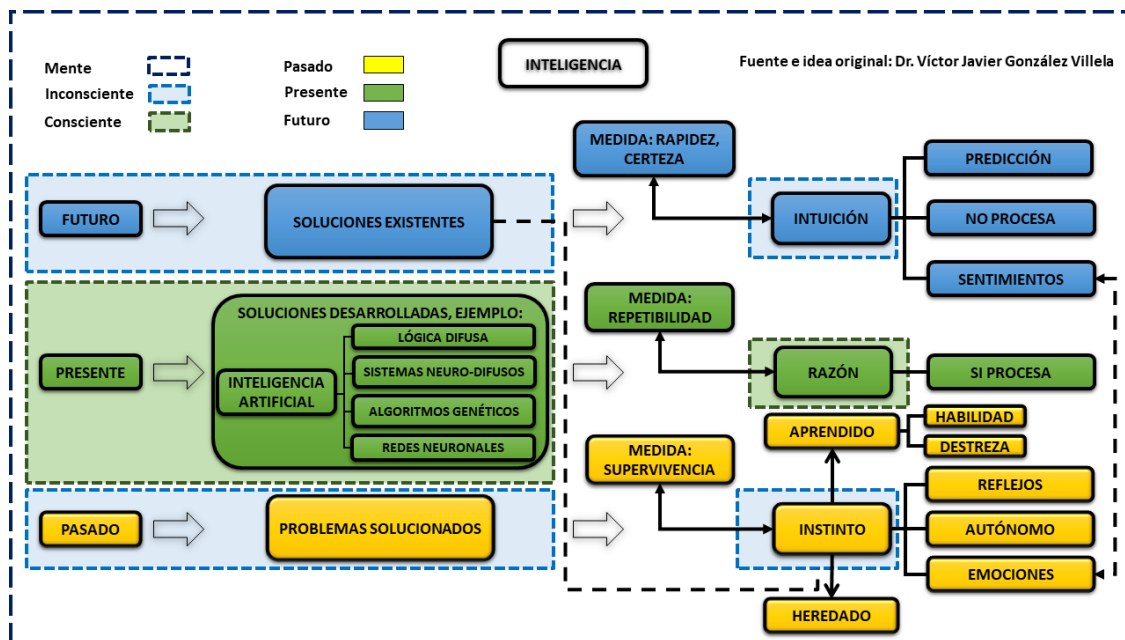 INTELIGENCIA
Fuente e idea original: Dr. Víctor Javier González Villela
Mente
Inconsciente
Consciente
Pasado
Presente
Futuro
FUTURO
SOLUCIONES EXISTENTES
MEDIDA: RAPIDEZ,
CERTEZA
INTUICIÓN
PREDICCIÓN
NO PROCESA
SENTIMIENTOS
PRESENTE
SOLUCIONES DESARROLLADAS, EJEMPLO:
INTELIGENCIA
ARTIFICIAL
LÓGICA DIFUSA
SISTEMAS NEURO-DIFUSOS
ALGORITMOS GENÉTICOS
REDES NEURONALES
MEDIDA:
REPETIBILIDAD
RAZÓN
SI PROCESA
PASADO
PROBLEMAS SOLUCIONADOS
MEDIDA:
SUPERVIVENCIA
APRENDIDO
HABILIDAD
DESTREZA
INSTINTO
REFLEJOS
AUTÓNOMO
EMOCIONES
HEREDADO